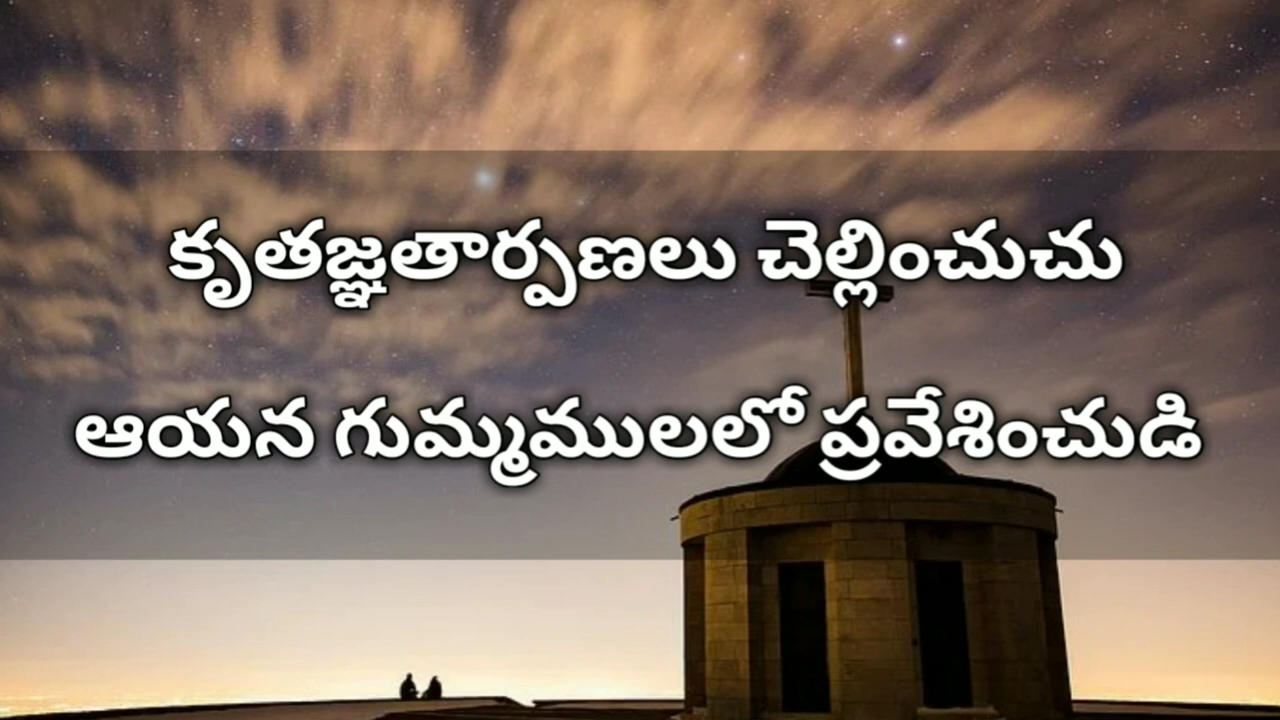 కృతజ్ఞతార్పణలు చెల్లించుచు
ఆయన గుమ్మములలో ప్రవేశించుడి